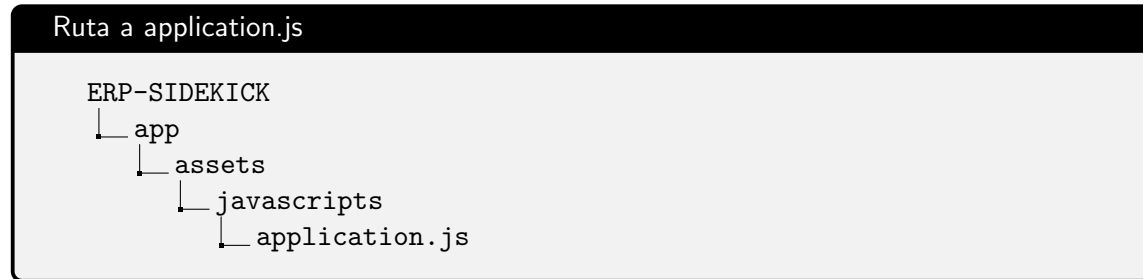 Ruta a application.js
ERP-SIDEKICK
app
assets
javascripts
application.js